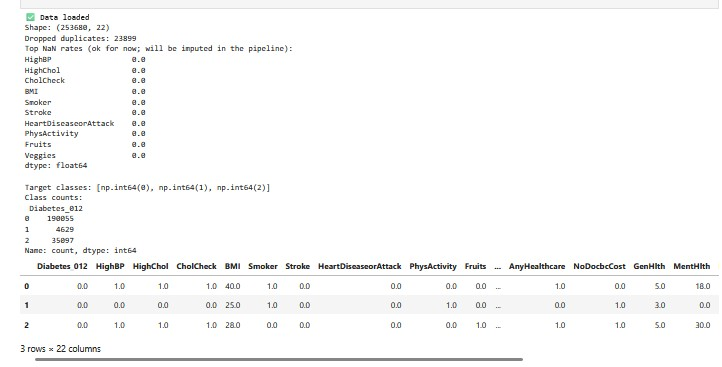 ✅ Data loaded
Shape: (253680, 22)
Dropped duplicates: 23899
Top NaN rates (ok for now; will be imputed in the pipeline):
HighBP 0.0
HighChol 0.0
CholCheck 0.0
BMI 0.0
Smoker 0.0
Stroke 0.0
HeartDiseaseorAttack 0.0
PhysActivity 0.0
Fruits 0.0
Veggies 0.0
dtype: float64
Target classes: [np.int64(0), np.int64(1), np.int64(2)]
Class counts:
Diabetes_012
0 190055
1 4629
2 35097
Name: count, dtype: int64
Diabetes_012 HighBP HighChol CholCheck BMI Smoker Stroke HeartDiseaseorAttack PhysActivity Fruits ... AnyHealthcare NoDocbcCost GenHlth MentHlth
0 0.0 1.0 1.0 1.0 40.0 1.0 0.0 0.0 0.0 0.0 ... 1.0 0.0 5.0 18.0
1 0.0 0.0 0.0 0.0 25.0 1.0 0.0 0.0 1.0 0.0 ... 0.0 1.0 3.0 0.0
2 0.0 1.0 1.0 1.0 28.0 0.0 0.0 0.0 0.0 1.0 ... 1.0 1.0 5.0 30.0
3 rows × 22 columns